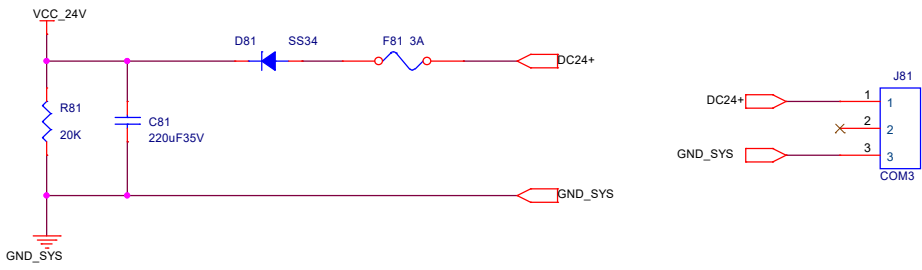 VCC_24V
D81 SS34 F81 3A
DC24+
J81
R81
20K
C81
220uF35V
DC24+ 1 1
2 2
GND_SYS 3 3
COM3
GND_SYS
GND_SYS